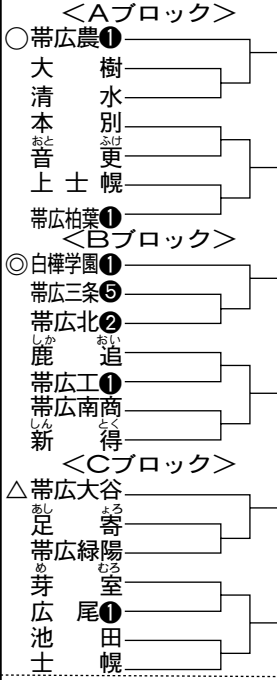 <Aブロック>
○帯広農❶
大樹
清水
本別
音更
おと ふけ
上士幌
帯広柏葉❶
<Bブロック>
◎白樺学園❶
帯広三条❺
帯広北❷
鹿追
しか おい
帯広工❶
帯広南商
新得
しん とく
<Cブロック>
△帯広大谷
足寄
あし ょろ
帯広緑陽
芽室
め むろ
広尾❶
池田
士幌